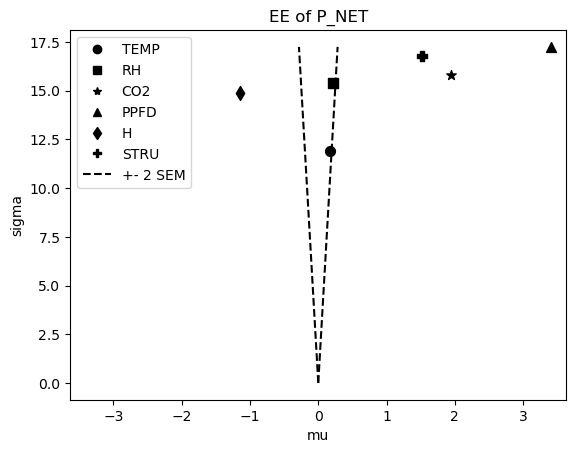 EE of P_NET
TEMP
RH
CO2
PPFD
H
STRU
+- 2 SEM
17.5
15.0
12.5
10.0
7.5
5.0
2.5
0.0
sigma
−3
−2
−1
0
1
2
3
mu